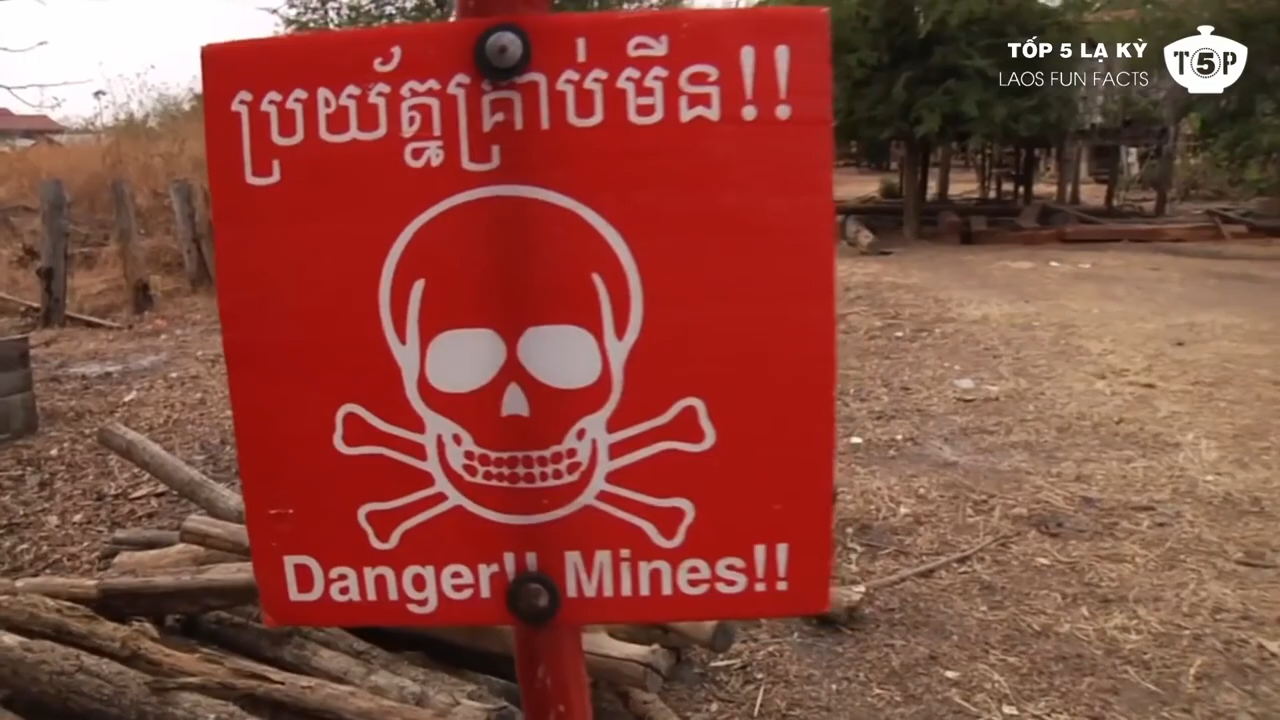 ប្រយ័ត្នគ្រាប់មីន!!
Danger!! Mines!!
TỐP 5 LẠ KỲ
LAOS FUN FACTS
T5P